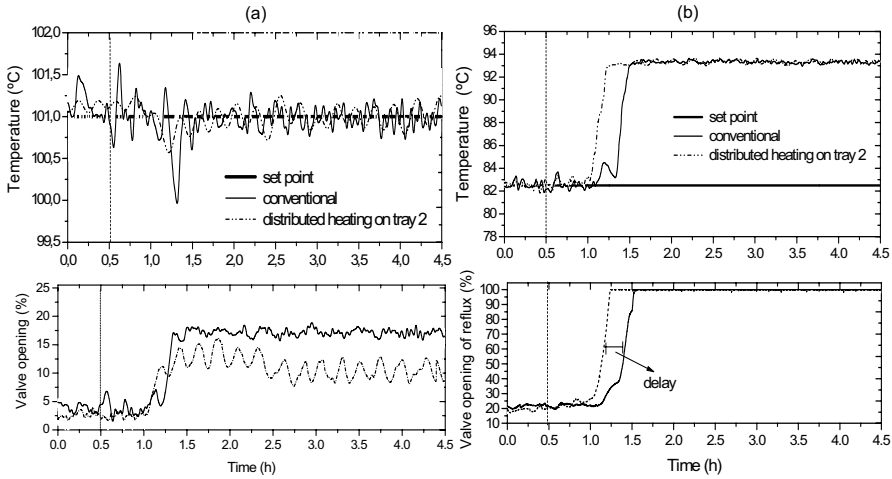 (a)
102,0
101,5
101,0
100,5
100,0
99,5
Temperature (ºC)
set point
conventional
distributed heating on tray 2
0,0 0,5 1,0 1,5 2,0 2,5 3,0 3,5 4,0 4,5
25
20
15
10
5
0
Valve opening (%)
0.0 0.5 1.0 1.5 2.0 2.5 3.0 3.5 4.0 4.5
Time (h)
(b)
96
94
92
90
88
86
84
82
80
78
Temperature (ºC)
set point
conventional
distributed heating on tray 2
0.0 0.5 1.0 1.5 2.0 2.5 3.0 3.5 4.0 4.5
100
90
80
70
60
50
40
30
20
10
Valve opening of reflux (%)
delay
0.0 0.5 1.0 1.5 2.0 2.5 3.0 3.5 4.0 4.5
Time (h)